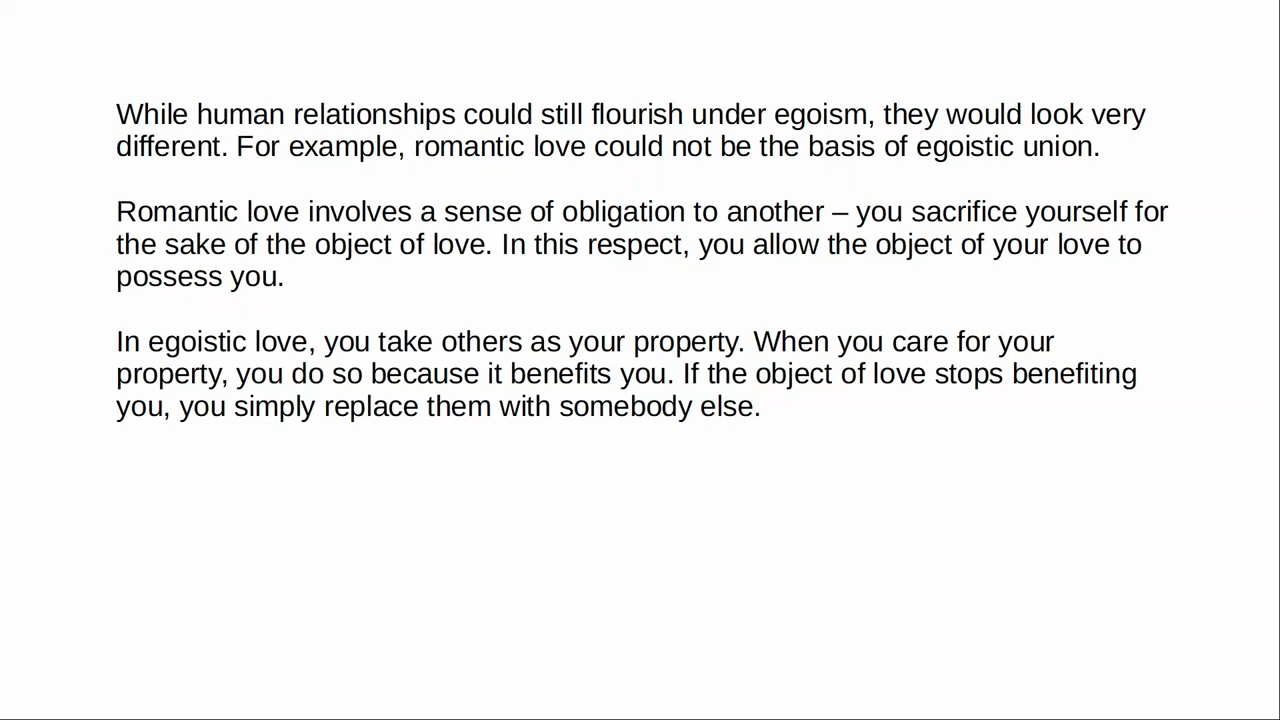 While human relationships could still flourish under egoism, they would look very
different. For example, romantic love could not be the basis of egoistic union.
Romantic love involves a sense of obligation to another – you sacrifice yourself for
the sake of the object of love. In this respect, you allow the object of your love to
possess you.
In egoistic love, you take others as your property. When you care for your
property, you do so because it benefits you. If the object of love stops benefiting
you, you simply replace them with somebody else.